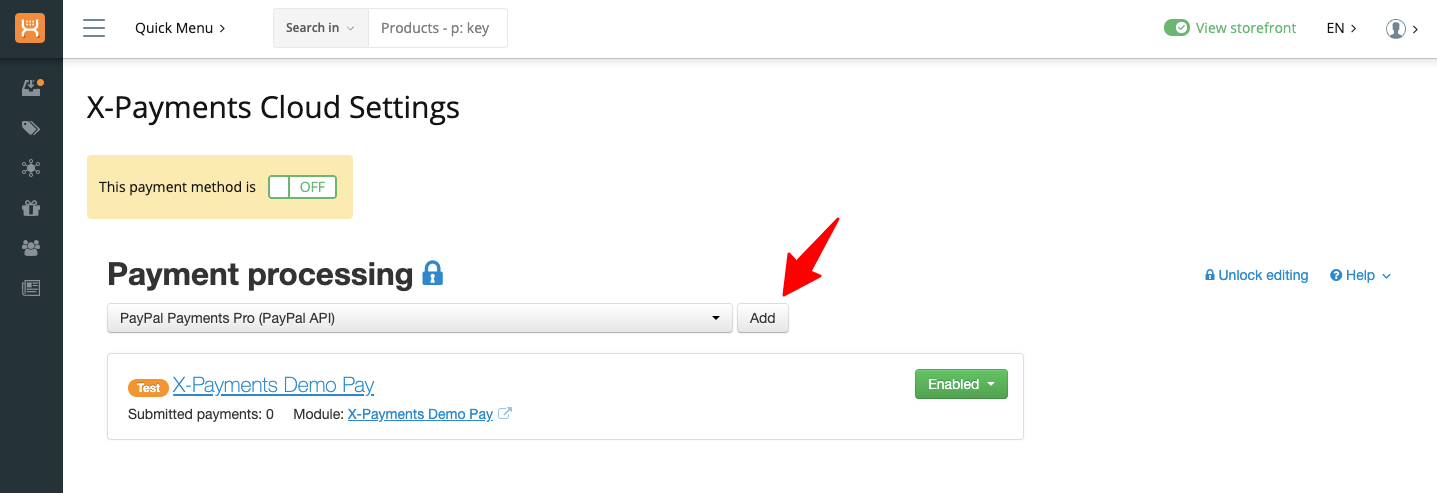 Quick Menu
Search in
Products - p: key
View storefront
EN
X-Payments Cloud Settings
This payment method is OFF
Payment processing
Unlock editing
Help
PayPal Payments Pro (PayPal API)
Add
Test X-Payments Demo Pay
Enabled
Submitted payments: 0 Module: X-Payments Demo Pay